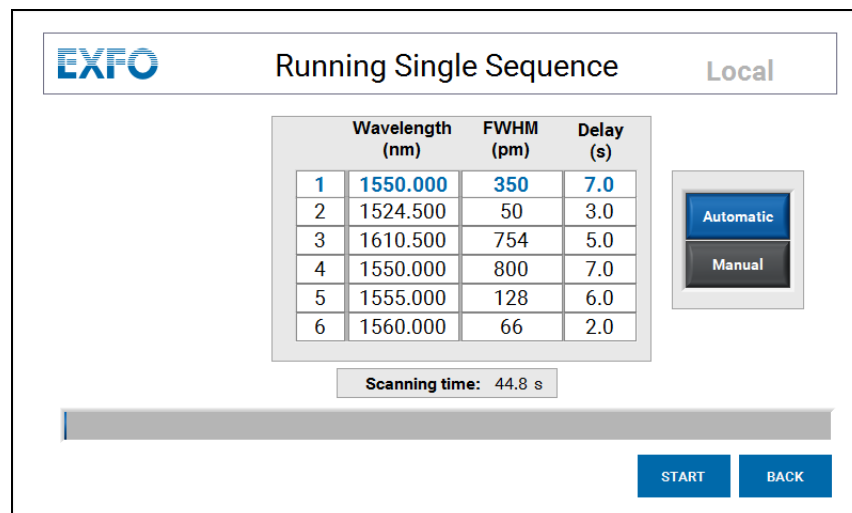 EXFO Running Single Sequence Local
Wavelength (nm) FWHM (pm) Delay (s)
1 1550.000 350 7.0
2 1524.500 50 3.0
3 1610.500 754 5.0
4 1550.000 800 7.0
5 1555.000 128 6.0
6 1560.000 66 2.0
Automatic
Manual
Scanning time: 44.8 s
START BACK